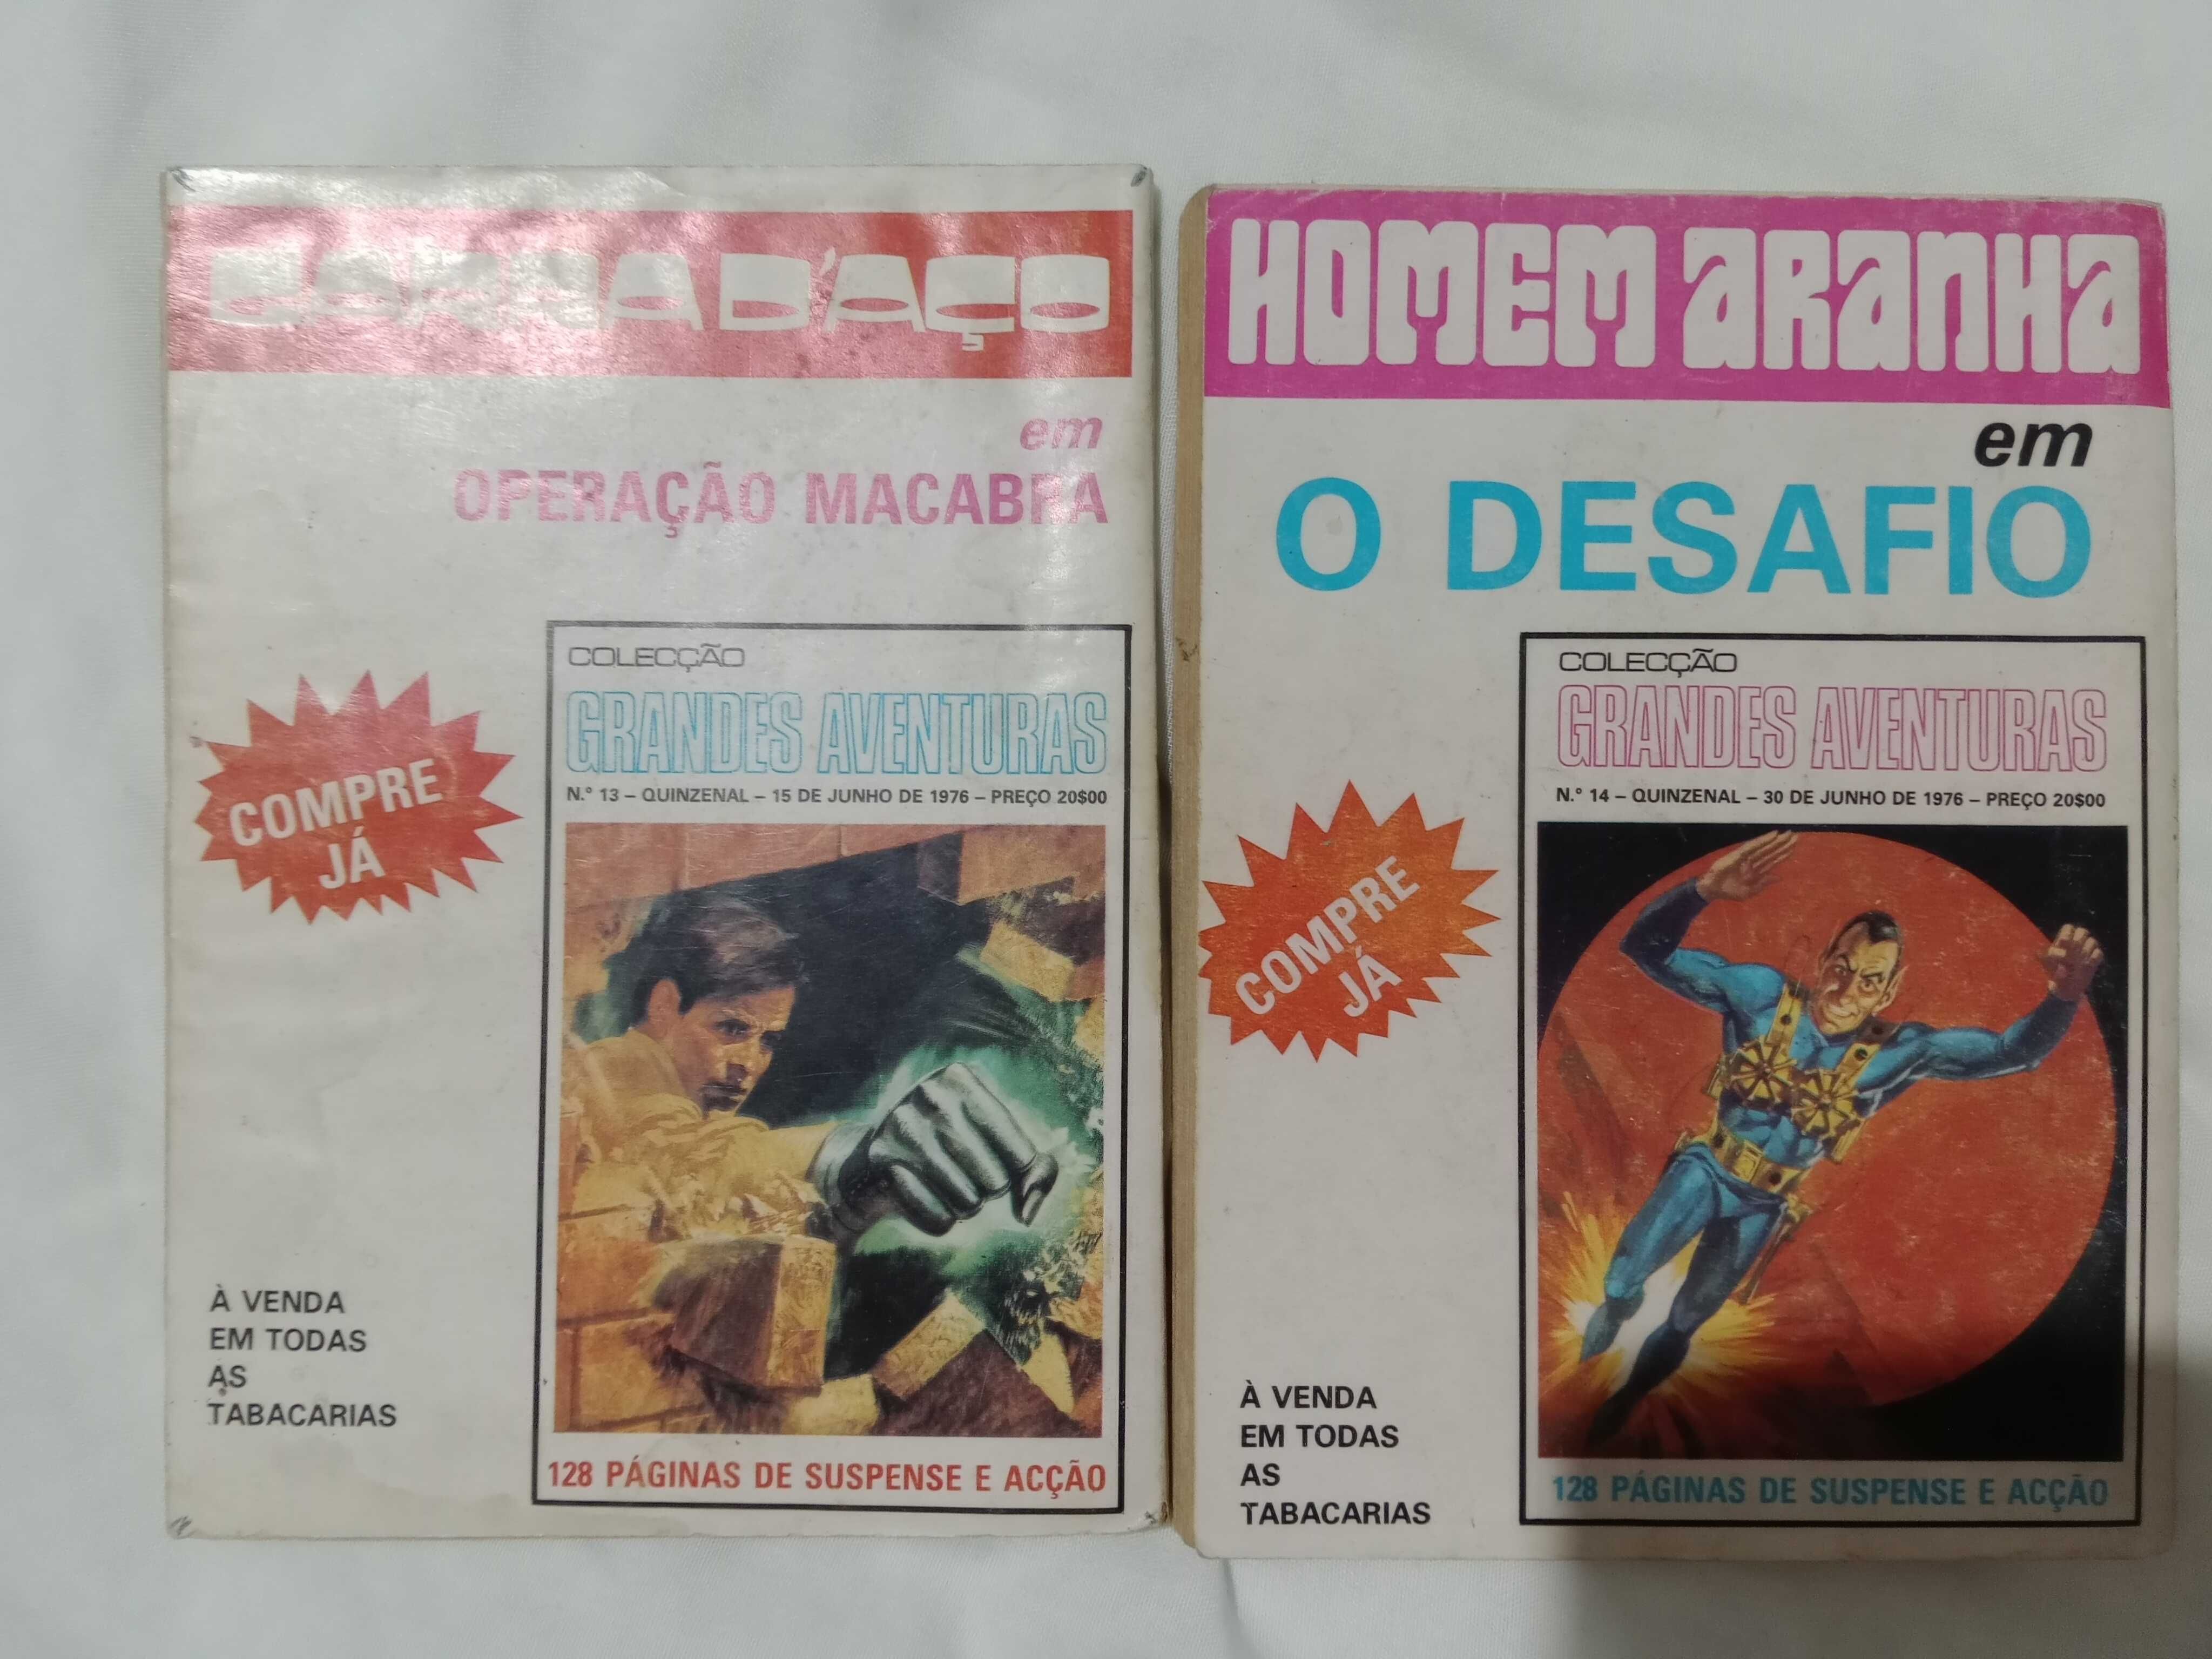 GARRA D'AÇO
em
OPERAÇÃO MACABRA
COMPRE
JÁ
COLECÇÃO
GRANDES AVENTURAS
N.º 13 – QUINZENAL – 15 DE JUNHO DE 1976 – PREÇO 20$00
128 PÁGINAS DE SUSPENSE E ACÇÃO
À VENDA
EM TODAS
AS
TABACARIAS
HOMEM ARANHA
em
O DESAFIO
COMPRE
JÁ
COLECÇÃO
GRANDES AVENTURAS
N.º 14 – QUINZENAL – 30 DE JUNHO DE 1976 – PREÇO 20$00
128 PÁGINAS DE SUSPENSE E ACÇÃO
À VENDA
EM TODAS
AS
TABACARIAS